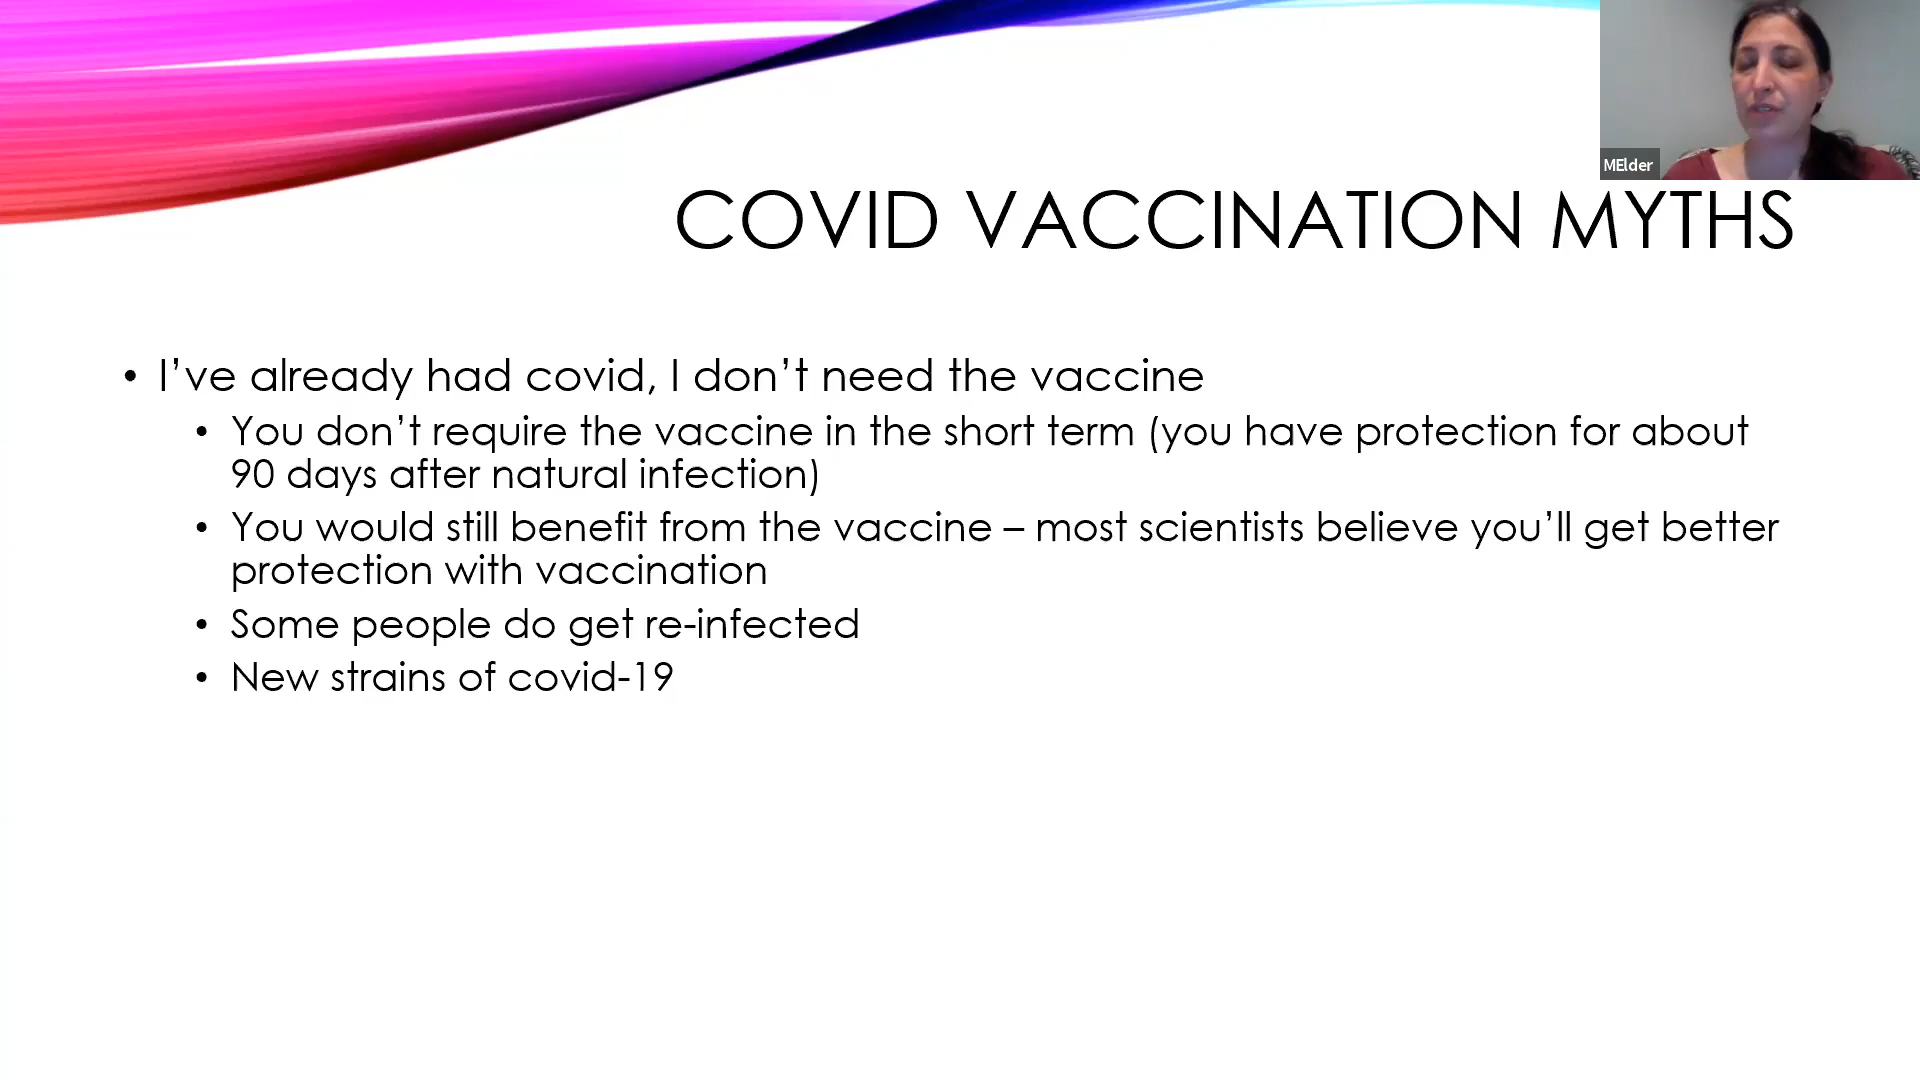 MElder
COVID VACCINATION MYTHS
• I’ve already had covid, I don’t need the vaccine
• You don’t require the vaccine in the short term (you have protection for about
90 days after natural infection)
• You would still benefit from the vaccine – most scientists believe you’ll get better
protection with vaccination
• Some people do get re-infected
• New strains of covid-19